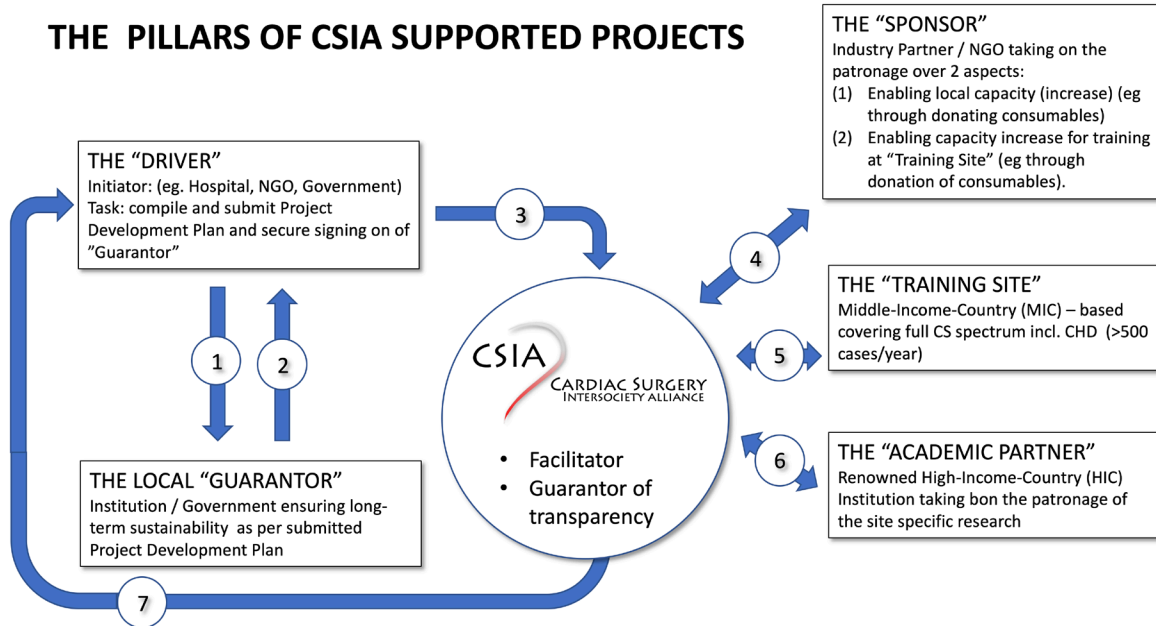 THE PILLARS OF CSIA SUPPORTED PROJECTS
THE “SPONSOR”
Industry Partner / NGO taking on the
patronage over 2 aspects:
(1) Enabling local capacity (increase) (eg
through donating consumables)
(2) Enabling capacity increase for training
at “Training Site” (eg through
donation of consumables).
THE “DRIVER”
Initiator: (eg. Hospital, NGO, Government)
Task: compile and submit Project
Development Plan and secure signing on of
”Guarantor”
3
4
THE “TRAINING SITE”
Middle-Income-Country (MIC) – based
covering full CS spectrum incl. CHD (>500
cases/year)
1
2
5
CSIA
CARDIAC SURGERY
INTERSOCIETY ALLIANCE
• Facilitator
• Guarantor of
transparency
6
THE “ACADEMIC PARTNER”
Renowned High-Income-Country (HIC)
Institution taking bon the patronage of
the site specific research
THE LOCAL “GUARANTOR”
Institution / Government ensuring long-
term sustainability as per submitted
Project Development Plan
7